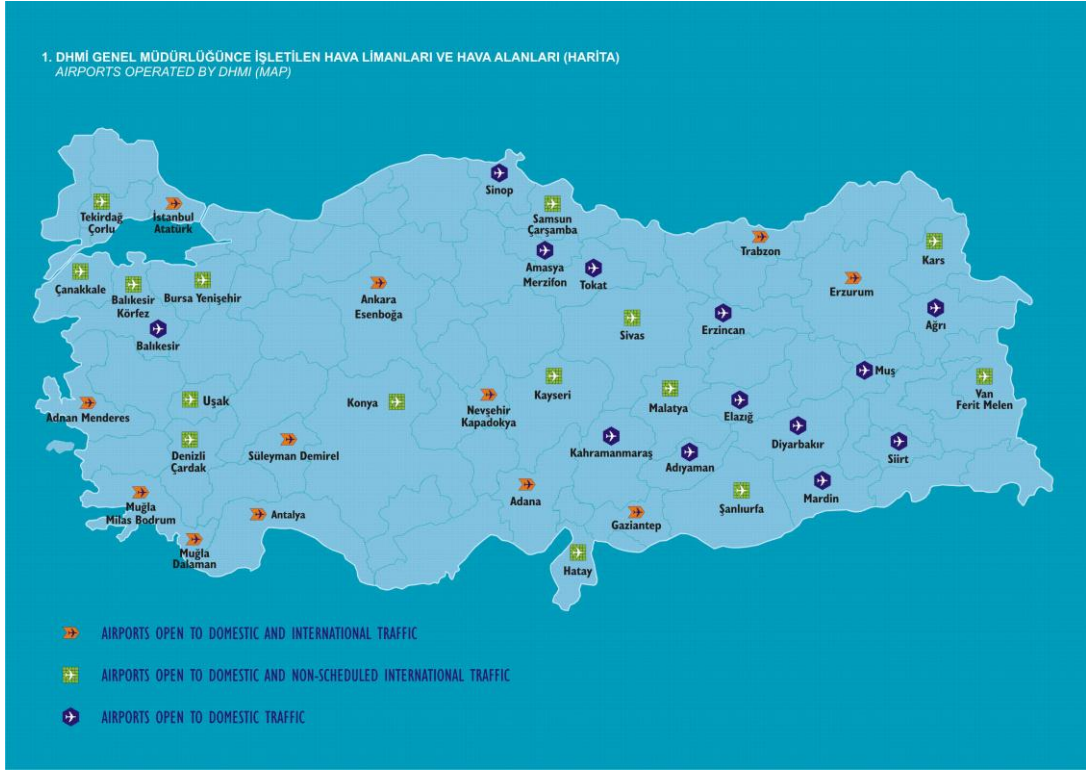 1. DHMİ GENEL MÜDÜRLÜĞÜNCE İŞLETİLEN HAVA LİMANLARI VE HAVA ALANLARI (HARİTA)
AIRPORTS OPERATED BY DHMI (MAP)
Sinop
Tekirdağ
Çorlu
İstanbul
Atatürk
Samsun
Çarşamba
Trabzon
Kars
Amasya
Merzifon
Tokat
Çanakkale
Balıkesir
Körfez
Bursa Yenişehir
Ankara
Esenboğa
Erzurum
Sivas
Erzincan
Ağrı
Balıkesir
Muş
Adnan Menderes
Uşak
Konya
Nevşehir
Kapadokya
Kayseri
Malatya
Elazığ
Van
Ferit Melen
Denizli
Çardak
Süleyman Demirel
Kahramanmaraş
Adıyaman
Diyarbakır
Siirt
Muğla
Milas Bodrum
Antalya
Adana
Gaziantep
Şanlıurfa
Mardin
Muğla
Dalaman
Hatay
AIRPORTS OPEN TO DOMESTIC AND INTERNATIONAL TRAFFIC
AIRPORTS OPEN TO DOMESTIC AND NON-SCHEDULED INTERNATIONAL TRAFFIC
AIRPORTS OPEN TO DOMESTIC TRAFFIC